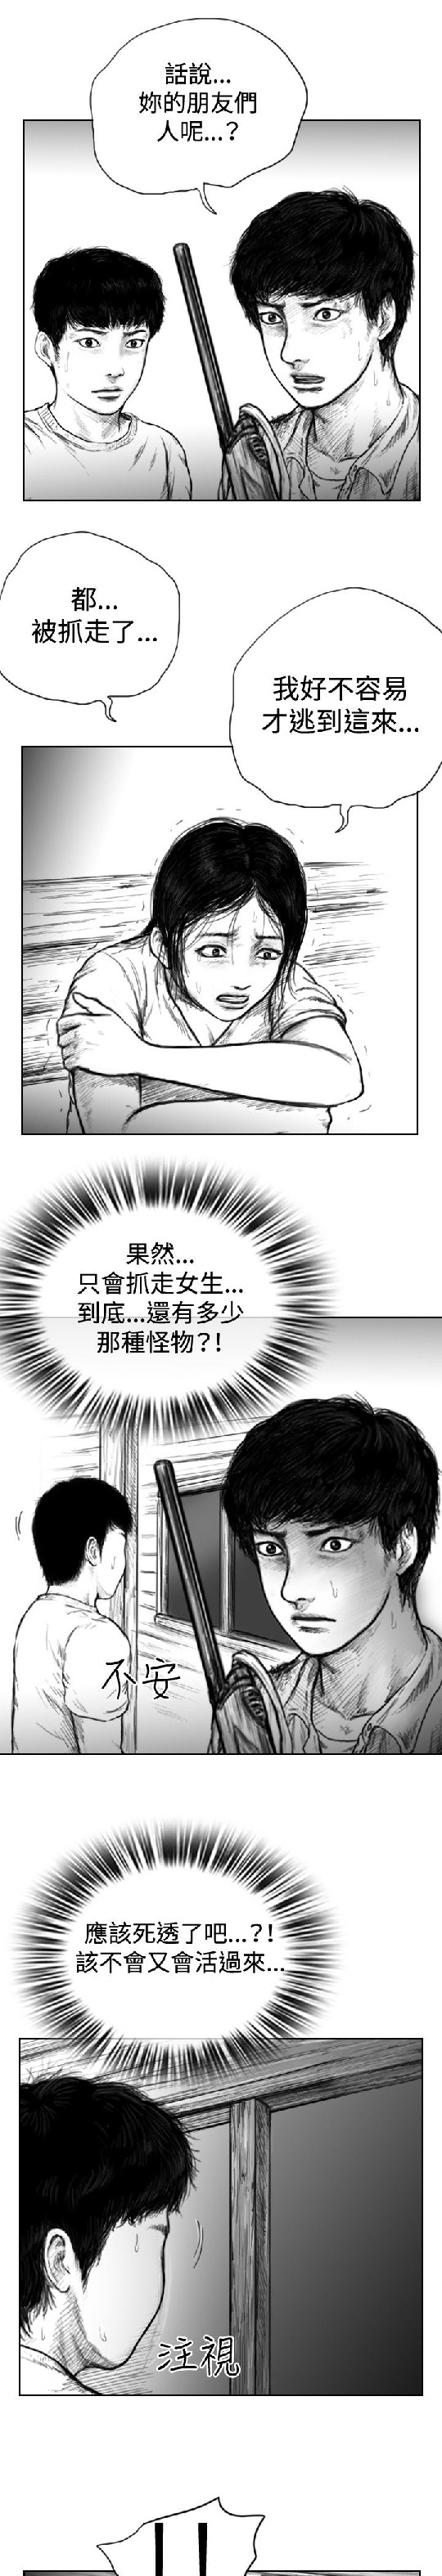 話說...
妳的朋友們
人呢...?
都...
被抓走了...
我好不容易
才逃到這來...
果然...
只會抓走女生...
到底...還有多少
那種怪物?!
不安
應該死透了吧...?!
該不會又會活過來...
注視